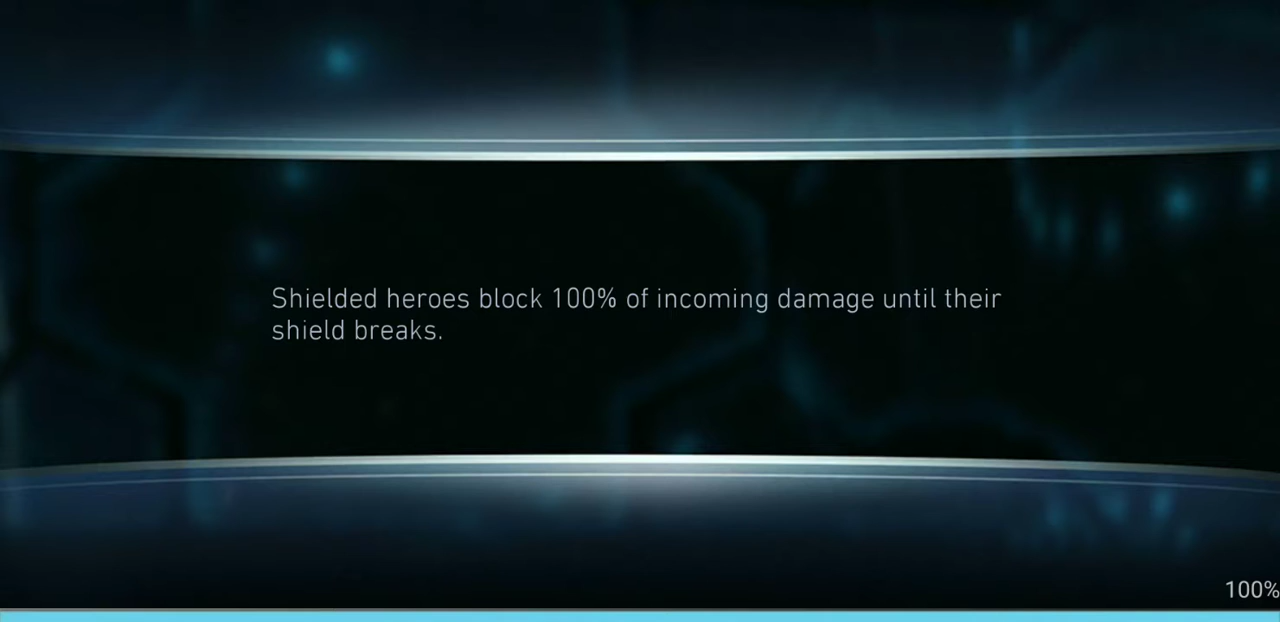 Shielded heroes block 100% of incoming damage until their
shield breaks.
100%